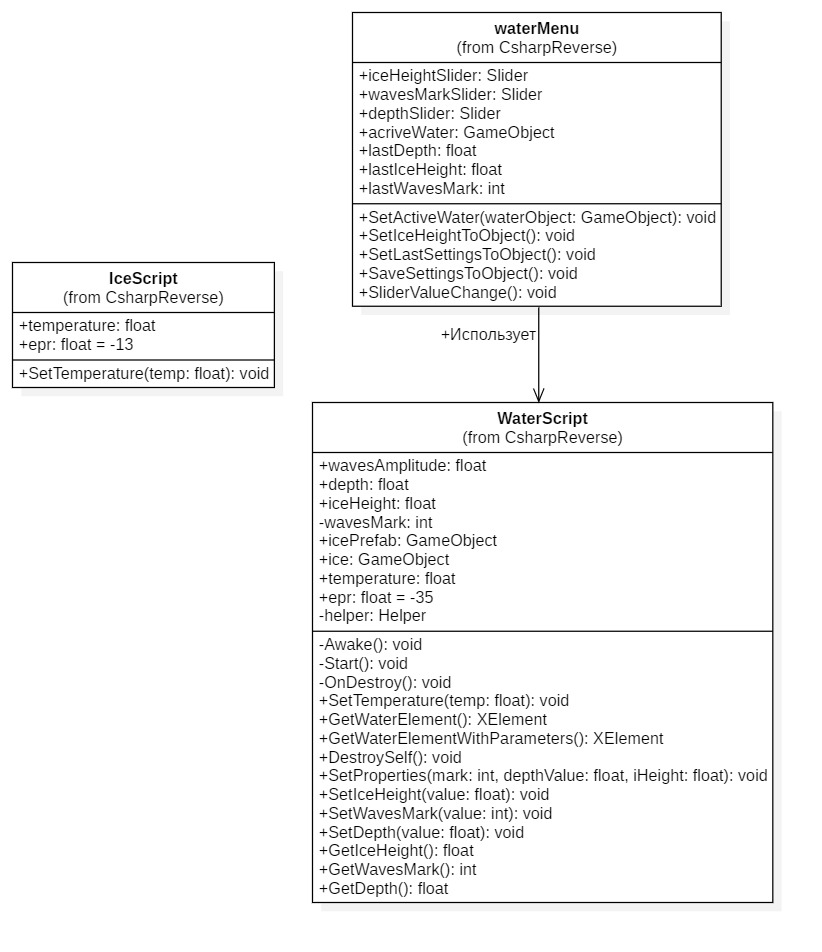 waterMenu
(from CsharpReverse)
+iceHeightSlider: Slider
+wavesMarkSlider: Slider
+depthSlider: Slider
+acriveWater: GameObject
+lastDepth: float
+lastIceHeight: float
+lastWavesMark: int
+SetActiveWater(waterObject: GameObject): void
+SetIceHeightToObject(): void
+SetLastSettingsToObject(): void
+SaveSettingsToObject(): void
+SliderValueChange(): void
IceScript
(from CsharpReverse)
+temperature: float
+epr: float = -13
+SetTemperature(temp: float): void
+Использует
WaterScript
(from CsharpReverse)
+wavesAmplitude: float
+depth: float
+iceHeight: float
-wavesMark: int
+icePrefab: GameObject
+ice: GameObject
+temperature: float
+epr: float = -35
-helper: Helper
-Awake(): void
-Start(): void
-OnDestroy(): void
+SetTemperature(temp: float): void
+GetWaterElement(): XElement
+GetWaterElementWithParameters(): XElement
+DestroySelf(): void
+SetProperties(mark: int, depthValue: float, iHeight: float): void
+SetIceHeight(value: float): void
+SetWavesMark(value: int): void
+SetDepth(value: float): void
+GetIceHeight(): float
+GetWavesMark(): int
+GetDepth(): float